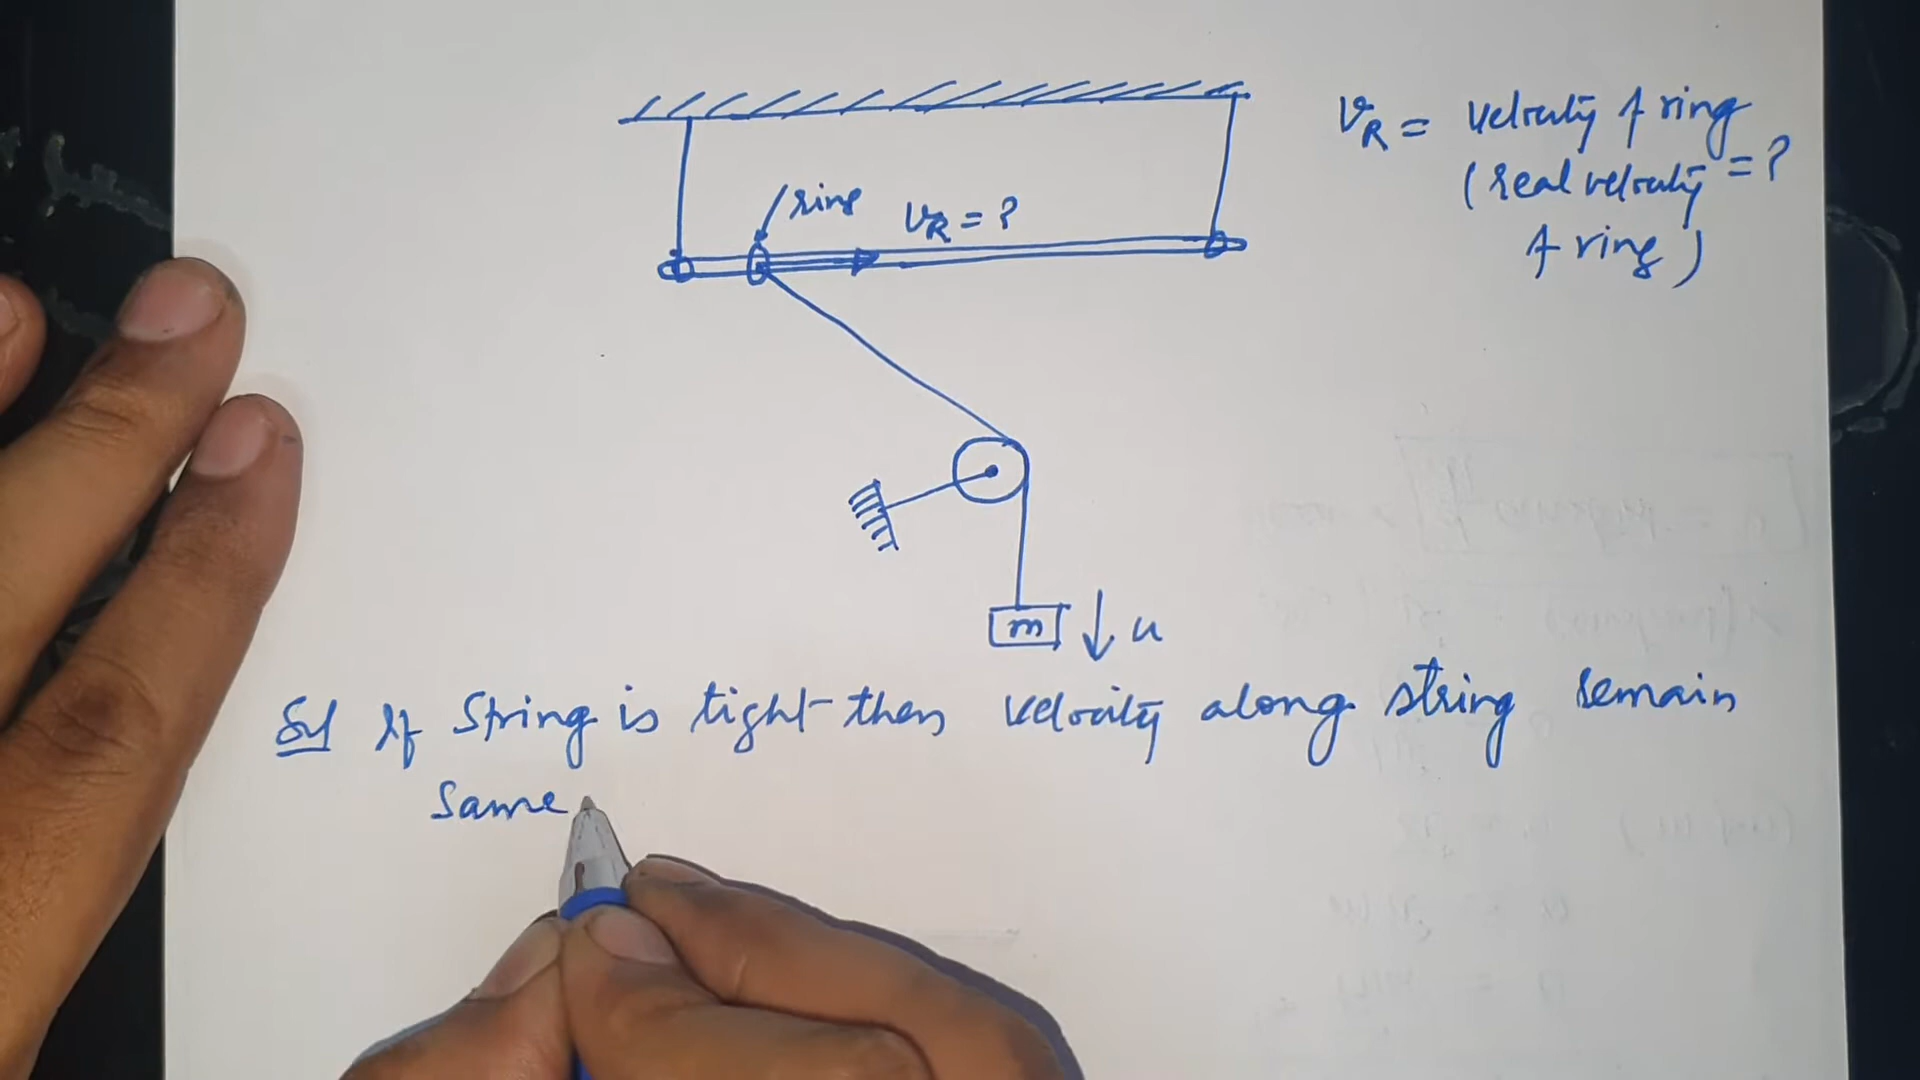 ring
V_R = ?
V_R = Velocity of ring
(real velocity = ?
of ring)
m
u
Sol If String is tight then velocity along string remain
Same